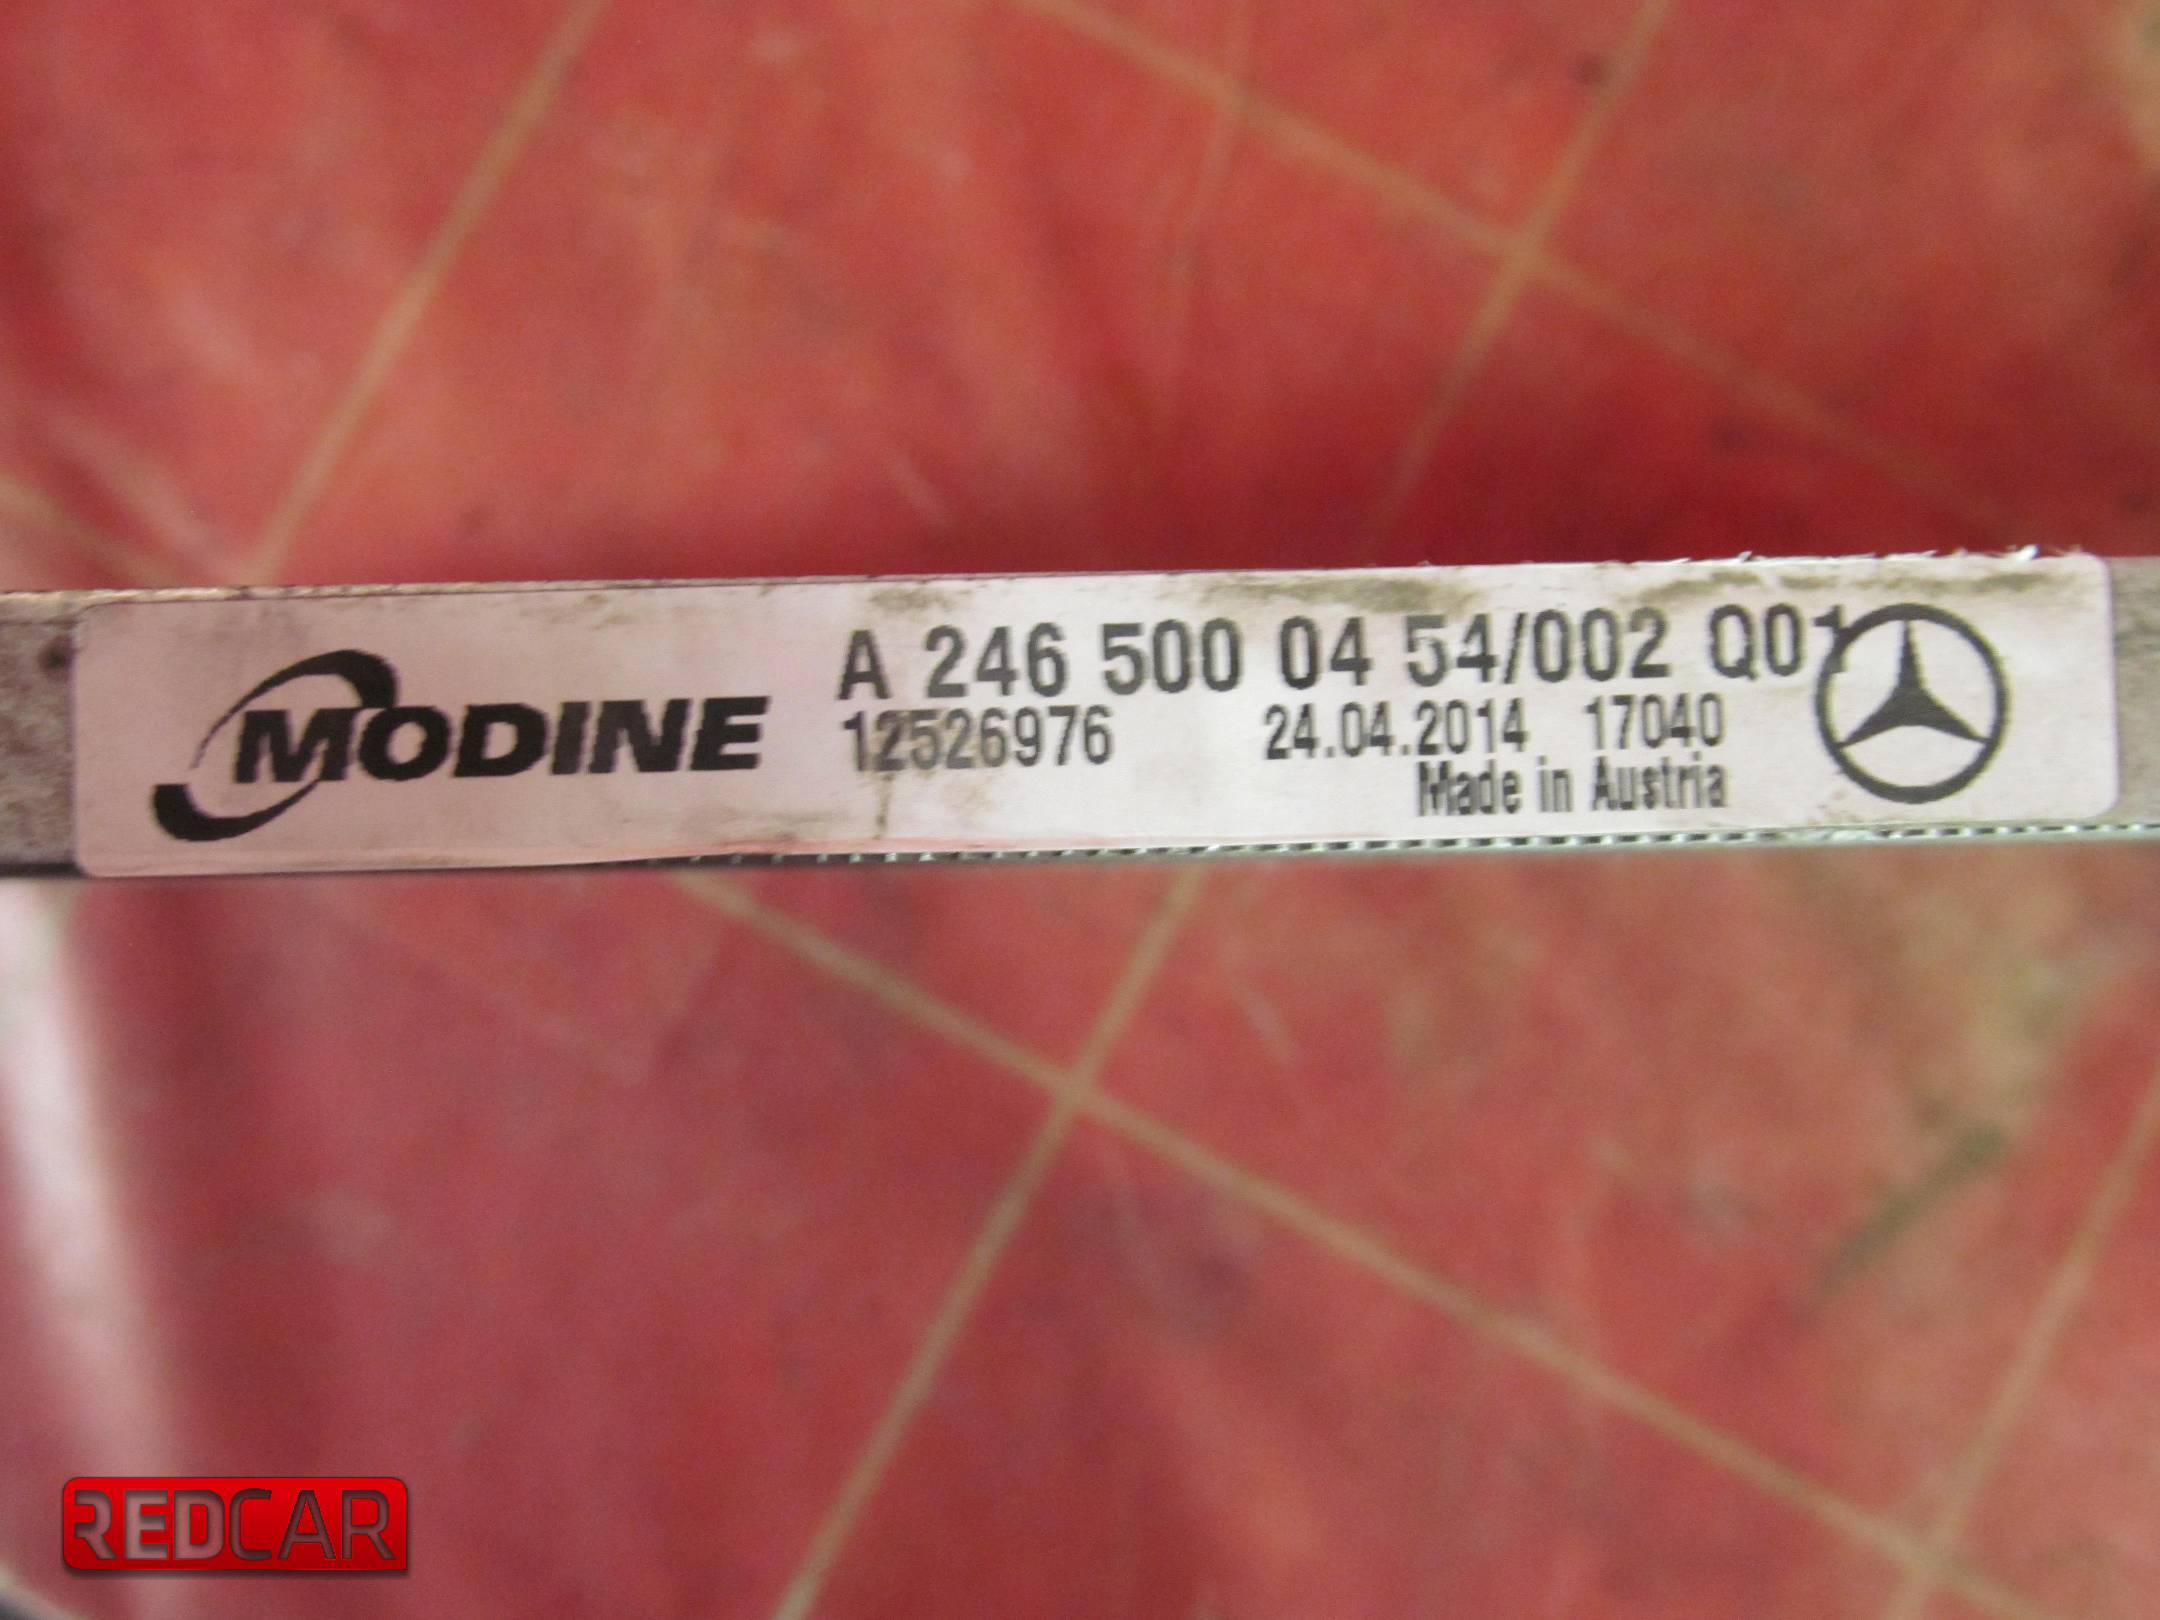 MODINE
A 246 500 04 54/002 Q01
12526976 24.04.2014 17040
Made in Austria
REDCAR